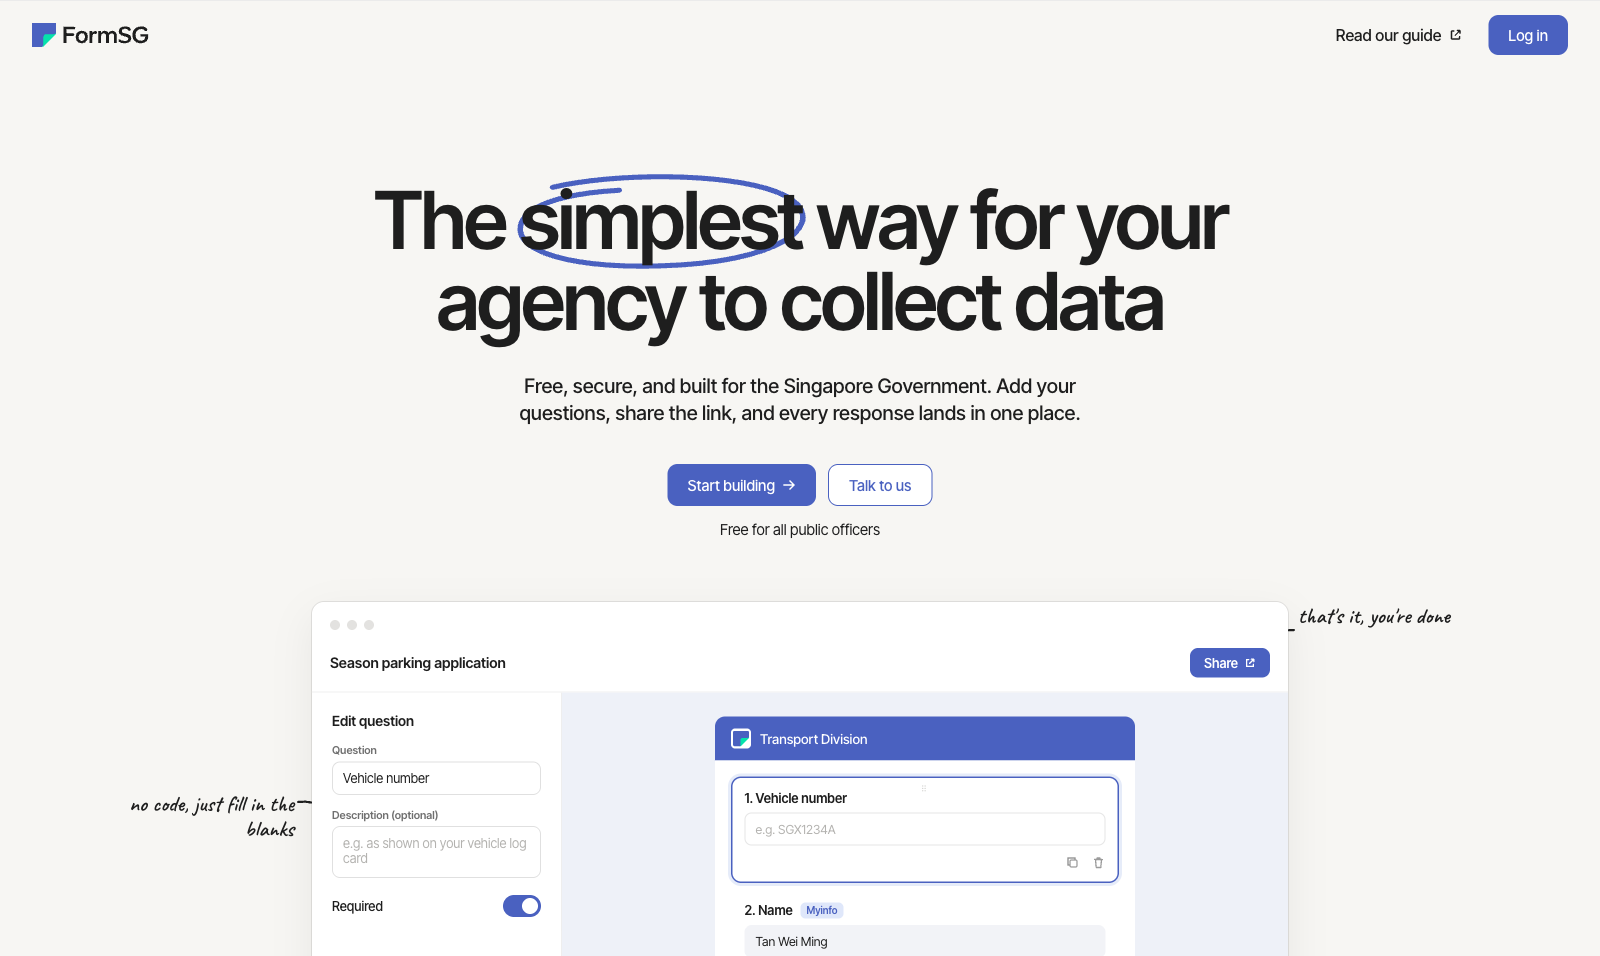 FormSG
Read our guide
Log in
The simplest way for your
agency to collect data
Free, secure, and built for the Singapore Government. Add your
questions, share the link, and every response lands in one place.
Start building
Talk to us
Free for all public officers
that's it, you're done
Season parking application
Share
Edit question
Question
Vehicle number
no code, just fill in the
blanks
Description (optional)
e.g. as shown on your vehicle log
card
Required
Transport Division
1. Vehicle number
e.g. SGX1234A
2. Name
Myinfo
Tan Wei Ming